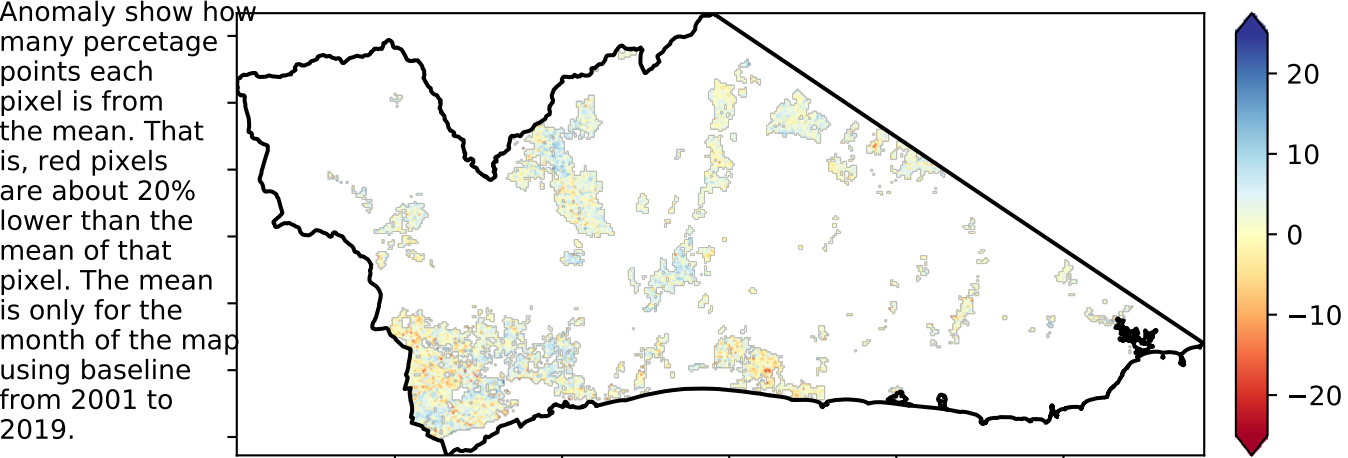 Anomaly show how
many percetage
points each
pixel is from
the mean. That
is, red pixels
are about 20%
lower than the
mean of that
pixel. The mean
is only for the
month of the map
using baseline
from 2001 to
2019.
20
10
0
−10
−20